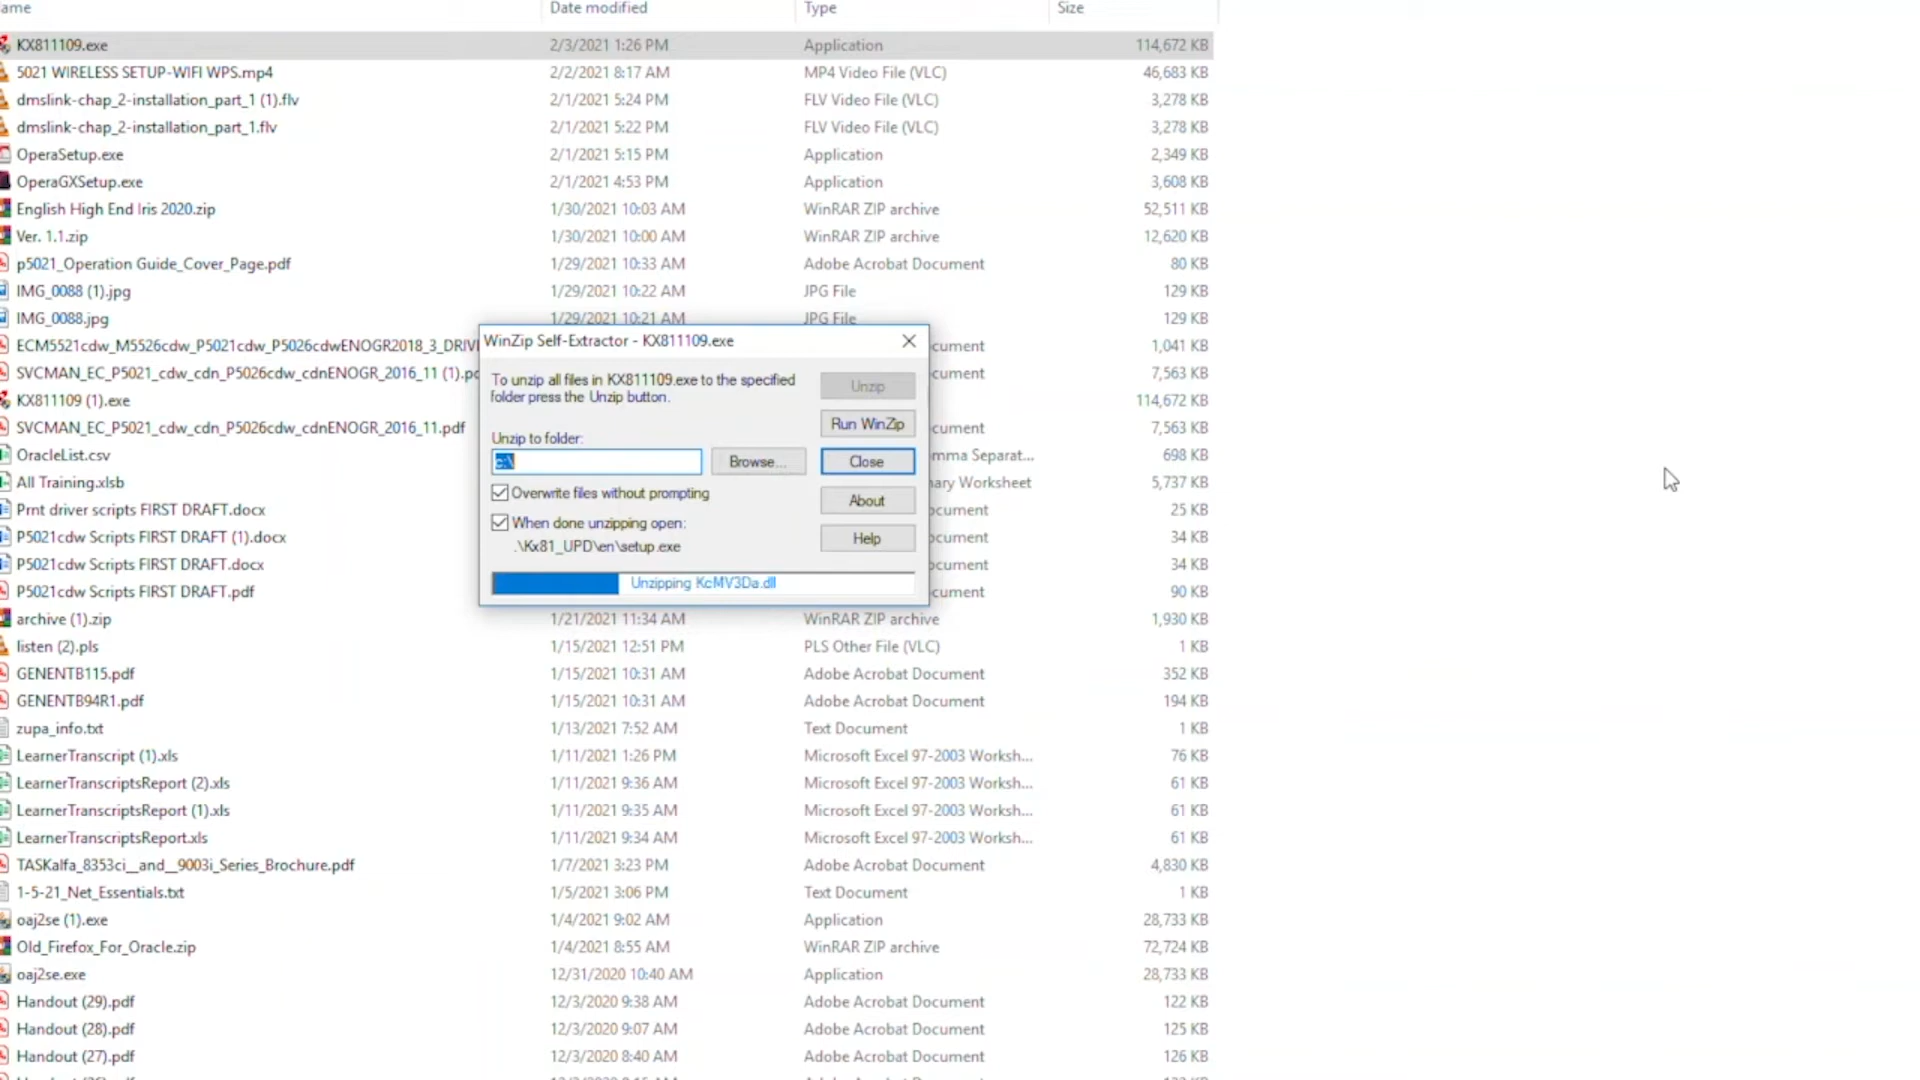 ame Date modified Type Size
KX811109.exe 2/3/2021 1:26 PM Application 114,672 KB
5021 WIRELESS SETUP-WIFI WPS.mp4 2/2/2021 8:17 AM MP4 Video File (VLC) 46,683 KB
dmslink-chap_2-installation_part_1 (1).flv 2/1/2021 5:24 PM FLV Video File (VLC) 3,278 KB
dmslink-chap_2-installation_part_1.flv 2/1/2021 5:22 PM FLV Video File (VLC) 3,278 KB
OperaSetup.exe 2/1/2021 5:15 PM Application 2,349 KB
OperaGXSetup.exe 2/1/2021 4:53 PM Application 3,608 KB
English High End Iris 2020.zip 1/30/2021 10:03 AM WinRAR ZIP archive 52,511 KB
Ver. 1.1.zip 1/30/2021 10:00 AM WinRAR ZIP archive 12,620 KB
p5021_Operation Guide_Cover_Page.pdf 1/29/2021 10:33 AM Adobe Acrobat Document 80 KB
IMG_0088 (1).jpg 1/29/2021 10:22 AM JPG File 129 KB
IMG_0088.jpg 1/29/2021 10:21 AM JPG File 129 KB
ECM5521cdw_M5526cdw_P5021cdw_P5026cdwENOGR2018_3_DRIV cument 1,041 KB
SVCMAN_EC_P5021_cdw_cdn_P5026cdw_cdnENOGR_2016_11 (1).pd cument 7,563 KB
KX811109 (1).exe 114,672 KB
SVCMAN_EC_P5021_cdw_cdn_P5026cdw_cdnENOGR_2016_11.pdf cument 7,563 KB
OracleList.csv mma Separat... 698 KB
All Training.xlsb nary Worksheet 5,737 KB
Prnt driver scripts FIRST DRAFT.docx ocument 25 KB
P5021cdw Scripts FIRST DRAFT (1).docx ocument 34 KB
P5021cdw Scripts FIRST DRAFT.docx ocument 34 KB
P5021cdw Scripts FIRST DRAFT.pdf cument 90 KB
WinZip Self-Extractor - KX811109.exe
To unzip all files in KX811109.exe to the specified
folder press the Unzip button.
Unzip
Run WinZip
Unzip to folder:
c:\ Browse... Close
Overwrite files without prompting
About
When done unzipping open:
.\Kx81_UPD\en\setup.exe
Help
Unzipping KcMV3Da.dll
archive (1).zip 1/21/2021 11:34 AM WinRAR ZIP archive 1,930 KB
listen (2).pls 1/15/2021 12:51 PM PLS Other File (VLC) 1 KB
GENENTB115.pdf 1/15/2021 10:31 AM Adobe Acrobat Document 352 KB
GENENTB94R1.pdf 1/15/2021 10:31 AM Adobe Acrobat Document 194 KB
zupa_info.txt 1/13/2021 7:52 AM Text Document 1 KB
LearnerTranscript (1).xls 1/11/2021 1:26 PM Microsoft Excel 97-2003 Worksh... 76 KB
LearnerTranscriptsReport (2).xls 1/11/2021 9:36 AM Microsoft Excel 97-2003 Worksh... 61 KB
LearnerTranscriptsReport (1).xls 1/11/2021 9:35 AM Microsoft Excel 97-2003 Worksh... 61 KB
LearnerTranscriptsReport.xls 1/11/2021 9:34 AM Microsoft Excel 97-2003 Worksh... 61 KB
TASKalfa_8353ci__and__9003i_Series_Brochure.pdf 1/7/2021 3:23 PM Adobe Acrobat Document 4,830 KB
1-5-21_Net_Essentials.txt 1/5/2021 3:06 PM Text Document 1 KB
oaj2se (1).exe 1/4/2021 9:02 AM Application 28,733 KB
Old_Firefox_For_Oracle.zip 1/4/2021 8:55 AM WinRAR ZIP archive 72,724 KB
oaj2se.exe 12/31/2020 10:40 AM Application 28,733 KB
Handout (29).pdf 12/3/2020 9:38 AM Adobe Acrobat Document 122 KB
Handout (28).pdf 12/3/2020 9:07 AM Adobe Acrobat Document 125 KB
Handout (27).pdf 12/3/2020 8:40 AM Adobe Acrobat Document 126 KB